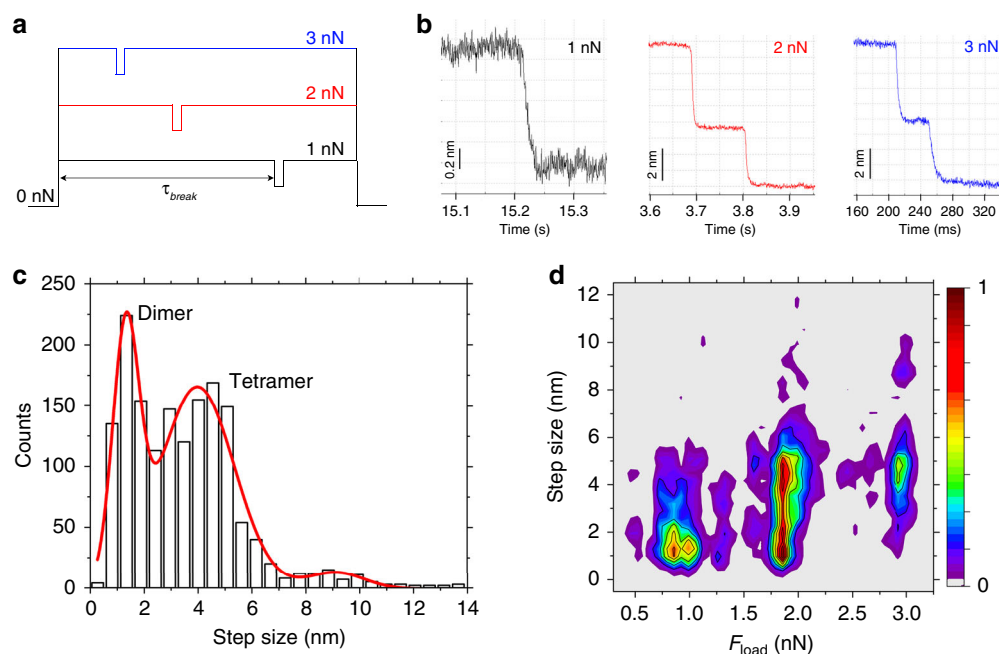 a
3 nN
2 nN
1 nN
0 nN
τbreak
b
1 nN
0.2 nm
15.1 15.2 15.3
Time (s)
2 nN
2 nm
3.6 3.7 3.8 3.9
Time (s)
3 nN
2 nm
160 200 240 280 320
Time (ms)
c
250
200
150
100
50
0
Counts
Dimer
Tetramer
0 2 4 6 8 10 12 14
Step size (nm)
d
12
10
8
6
4
2
0
Step size (nm)
0.5 1.0 1.5 2.0 2.5 3.0
Fload (nN)
1
0